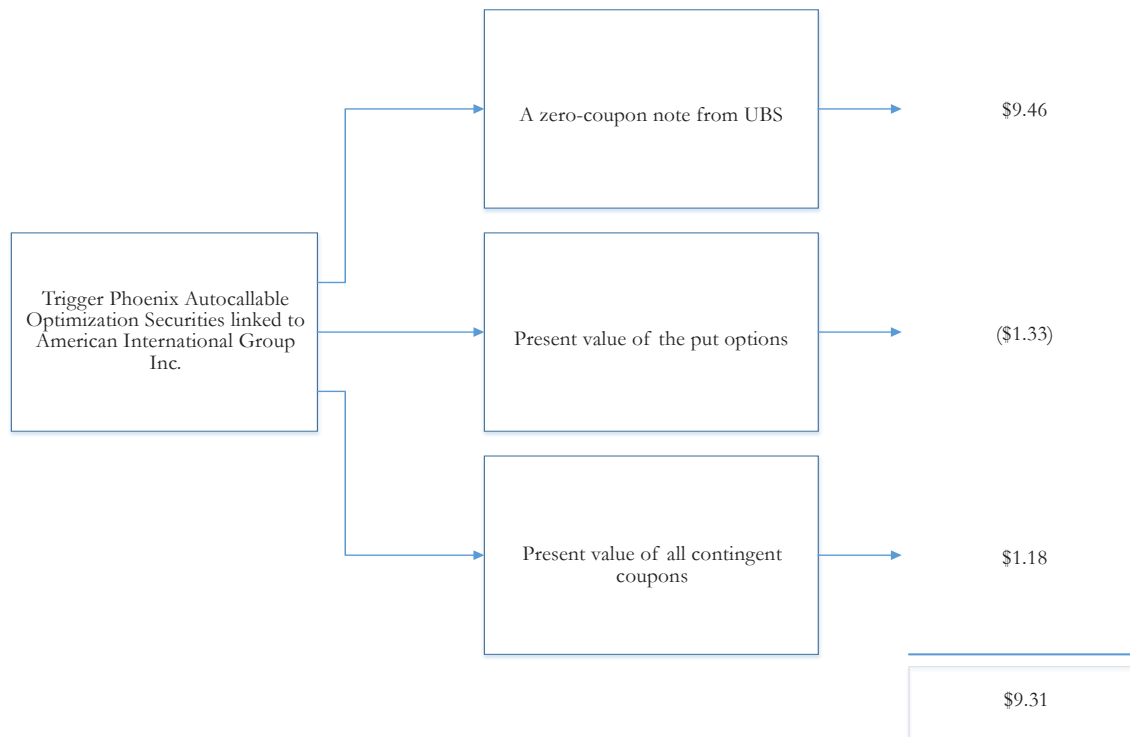 A zero-coupon note from UBS
$9.46
Trigger Phoenix Autocallable
Optimization Securities linked to
American International Group
Inc.
Present value of the put options
($1.33)
Present value of all contingent
coupons
$1.18
$9.31